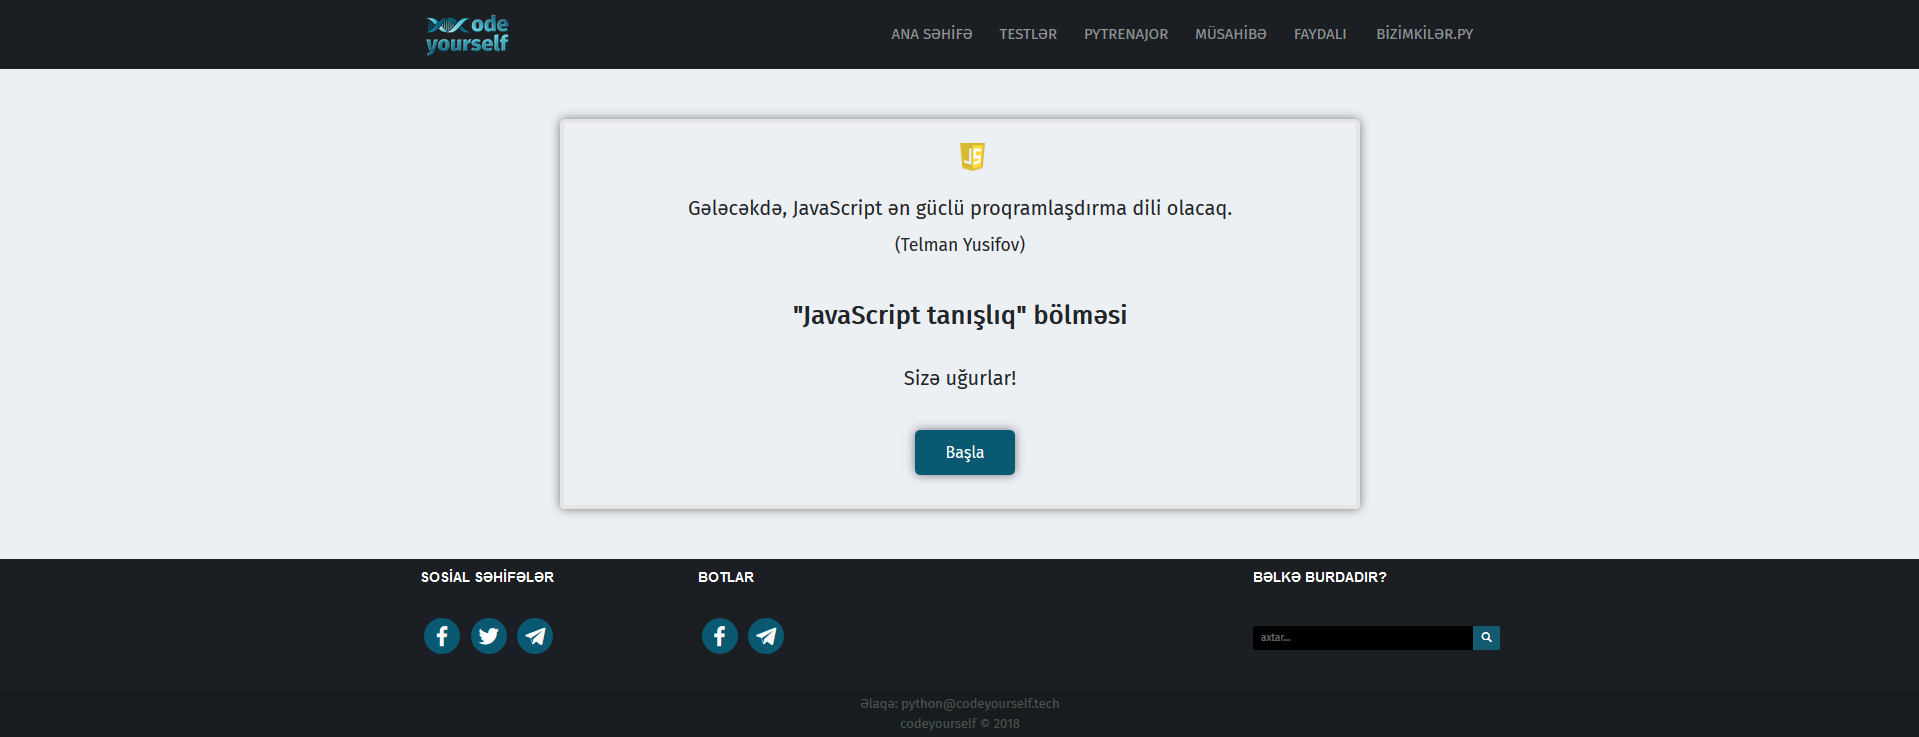 ode
yourself
ANA SƏHİFƏ TESTLƏR PYTRENAJOR MÜSAHİBƏ FAYDALI BİZİMKİLƏR.PY
JS
Gələcəkdə, JavaScript ən güclü proqramlaşdırma dili olacaq.
(Telman Yusifov)
"JavaScript tanışlıq" bölməsi
Sizə uğurlar!
Başla
SOSİAL SƏHİFƏLƏR BOTLAR BƏLKƏ BURDADIR?
axtar...
Əlaqə: python@codeyourself.tech
codeyourself © 2018